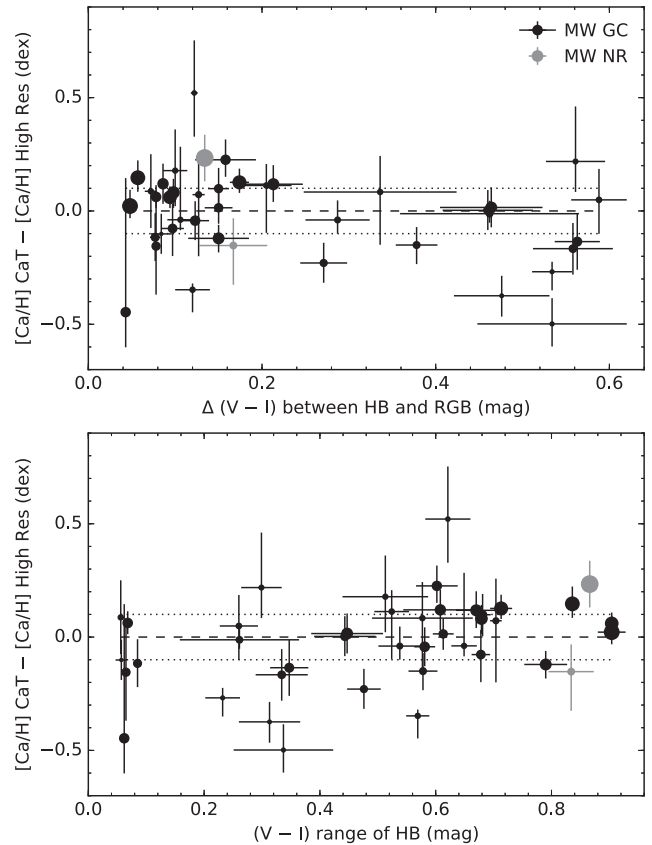 MW GC
MW NR
[Ca/H] CaT − [Ca/H] High Res (dex)
0.5
0.0
−0.5
0.0
0.2
0.4
0.6
Δ (V − I) between HB and RGB (mag)
[Ca/H] CaT − [Ca/H] High Res (dex)
0.5
0.0
−0.5
0.0
0.2
0.4
0.6
0.8
(V − I) range of HB (mag)